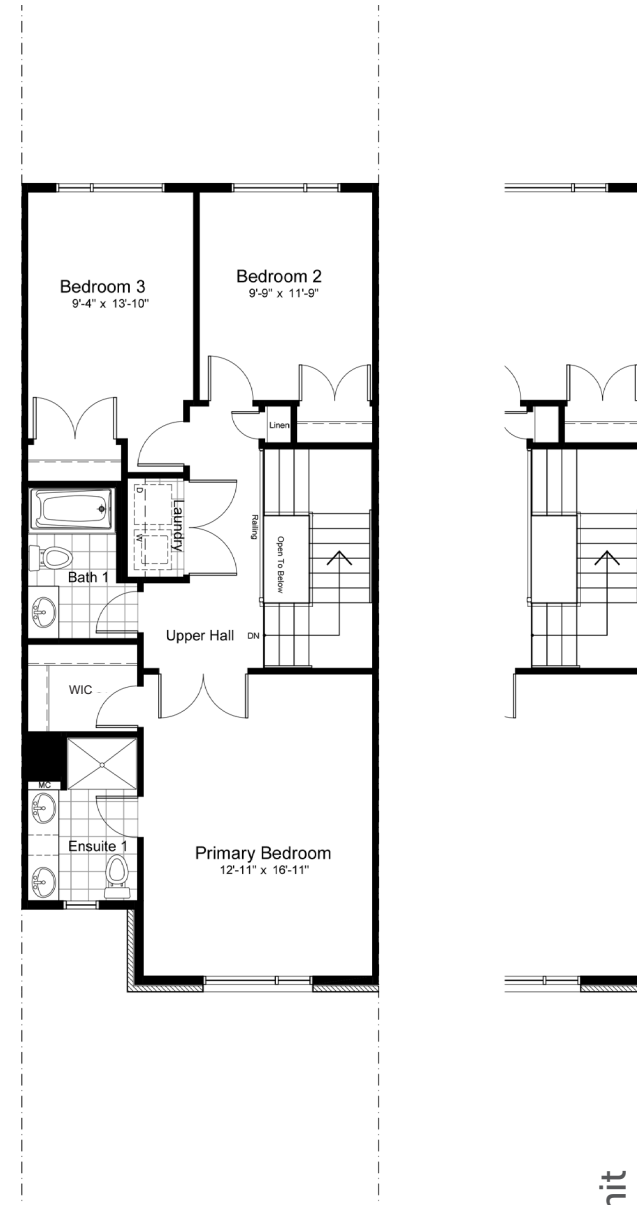 Bedroom 3
9'-4" x 13'-10"
Bedroom 2
9'-9" x 11'-9"
Linen
D
W
Laundry
Railing
Open To Below
Bath 1
Upper Hall
DN
WIC
MC
Ensuite 1
Primary Bedroom
12'-11" x 16'-11"